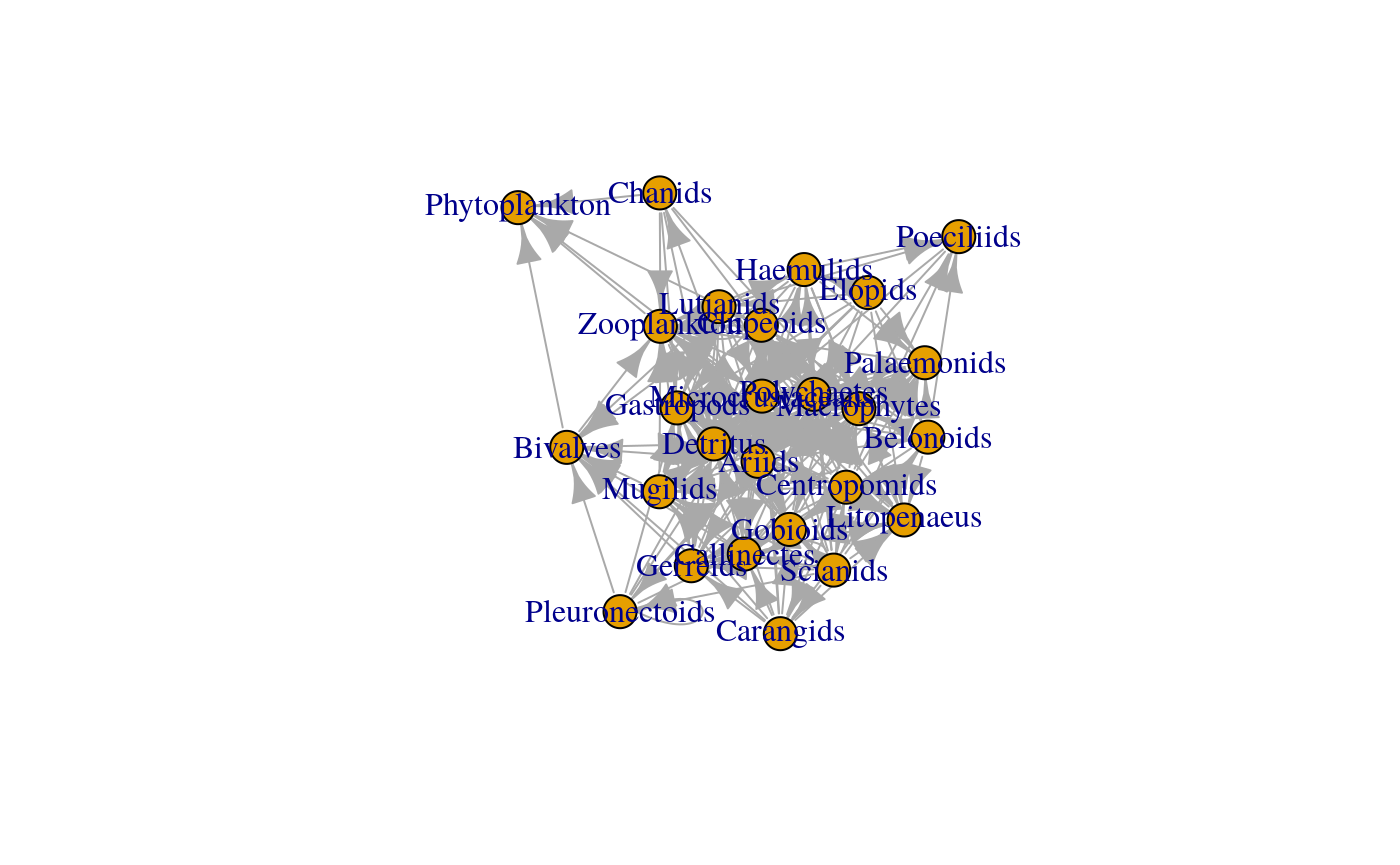 Chanids
Phytoplankton
Poeciliids
Haemulids
Elopids
Lutjanids
Zooplankton
Clupeoids
Palaemonids
Polychaetes
Microcrustaceans
Gastropods
Macrophytes
Belonoids
Detritus
Bivalves
Ariids
Centropomids
Mugilids
Litopenaeus
Gobioids
Callinectes
Gerreids
Scianids
Pleuronectoids
Carangids